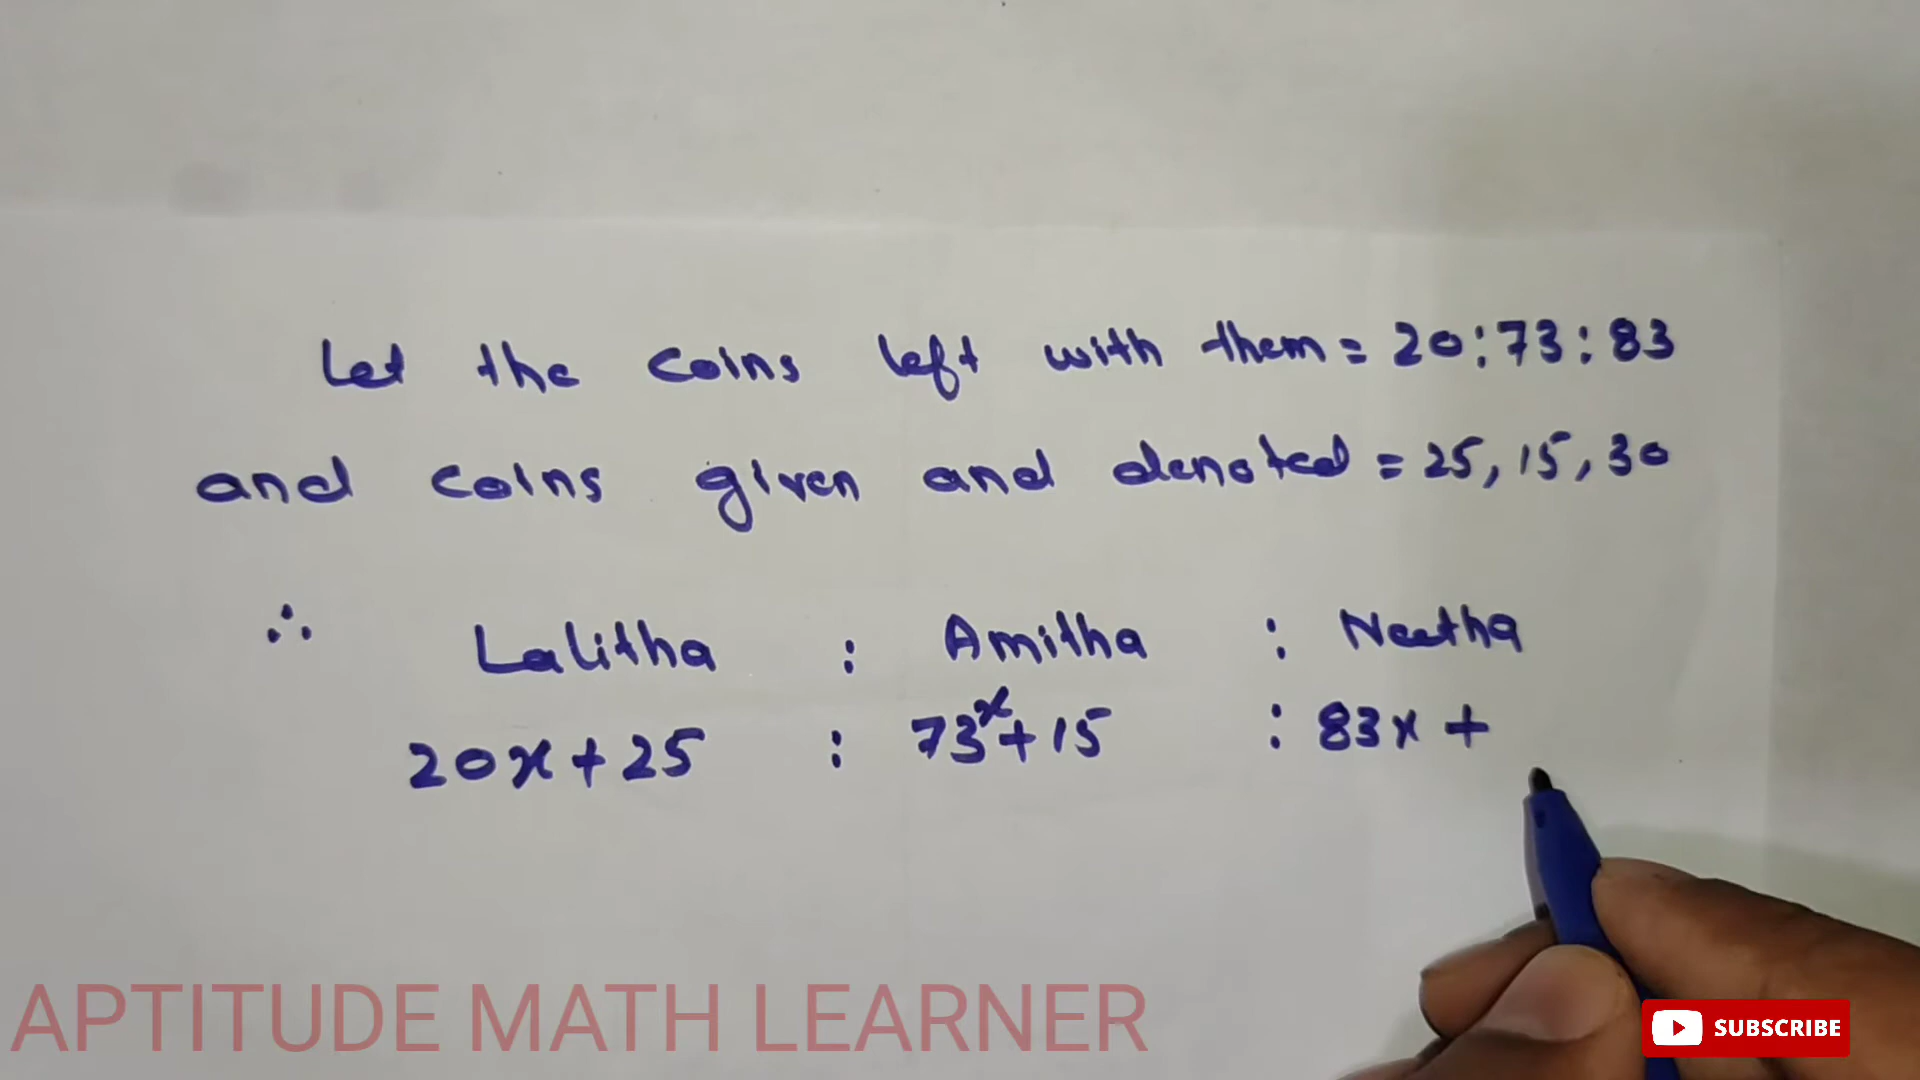 Let the coins left with them = 20:73:83
and coins given and denoted = 25, 15, 30
∴ Lalitha : Amitha : Neetha
20x+25 : 73x+15 : 83x +
APTITUDE MATH LEARNER
SUBSCRIBE